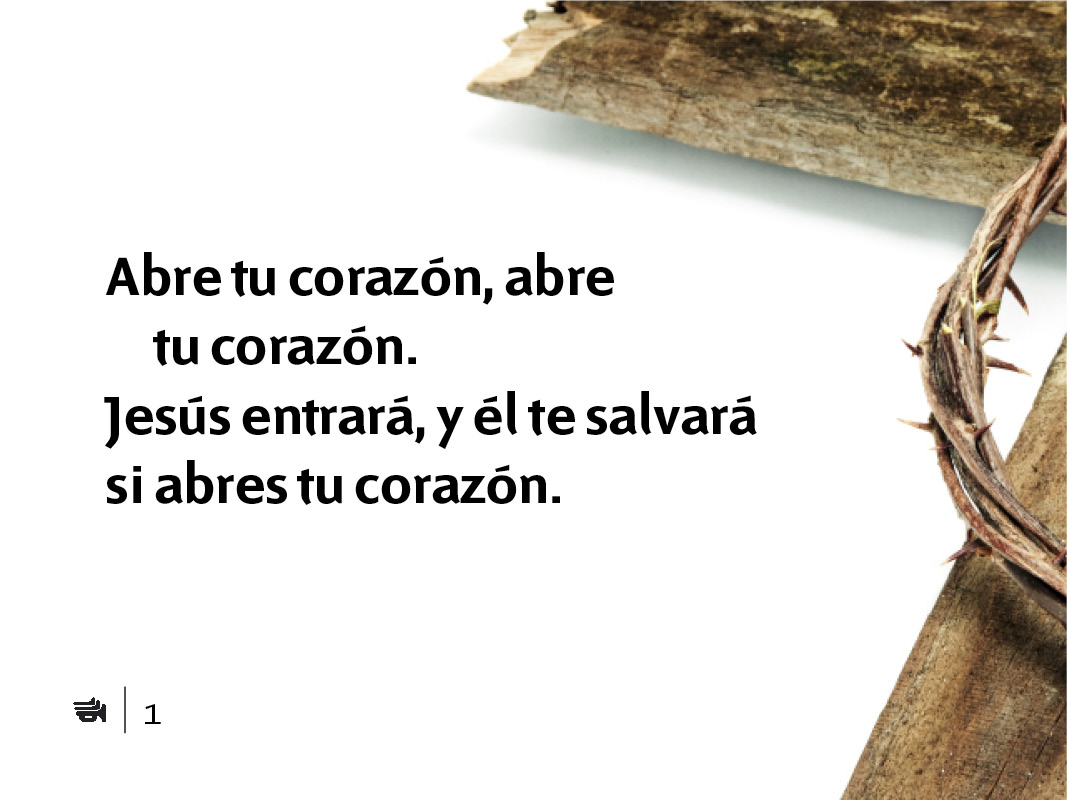 Abre tu corazón, abre
tu corazón.
Jesús entrará, y él te salvará
si abres tu corazón.
1